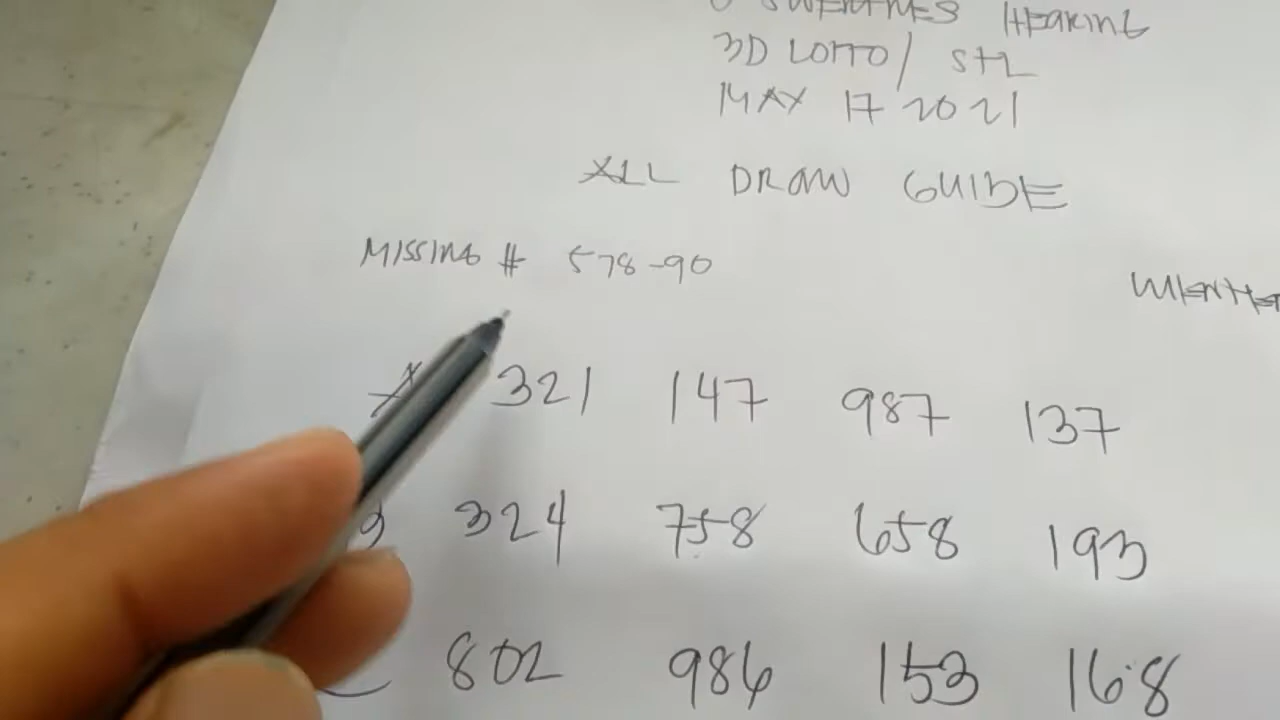 HEARING
3D LOTTO/ STL
MAY 17 2021
ALL DRAW GUIDE
MISSING # 578-90
A 321 147 987 137
B 324 758 658 193
C 802 986 153 168